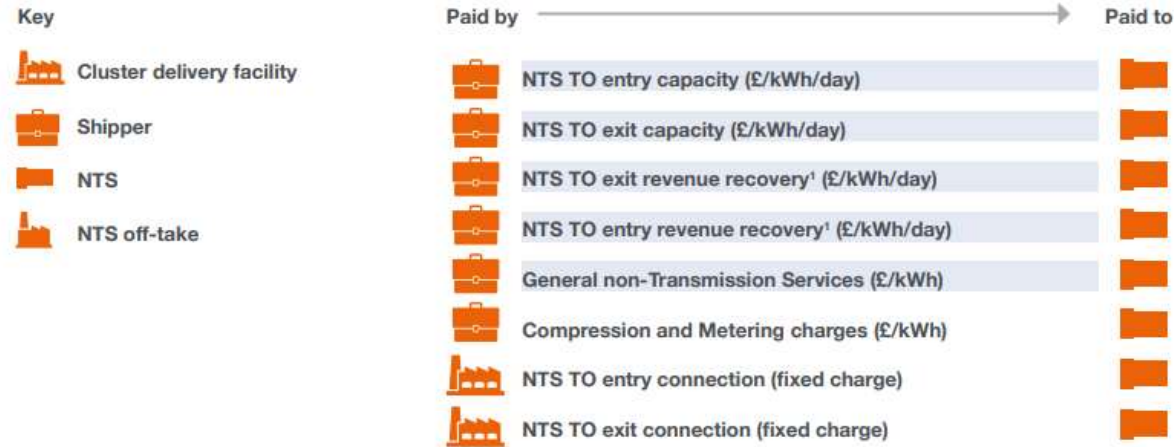 Key
Cluster delivery facility
Shipper
NTS
NTS off-take
Paid by
Paid to
NTS TO entry capacity (£/kWh/day)
NTS TO exit capacity (£/kWh/day)
NTS TO exit revenue recovery¹ (£/kWh/day)
NTS TO entry revenue recovery¹ (£/kWh/day)
General non-Transmission Services (£/kWh)
Compression and Metering charges (£/kWh)
NTS TO entry connection (fixed charge)
NTS TO exit connection (fixed charge)